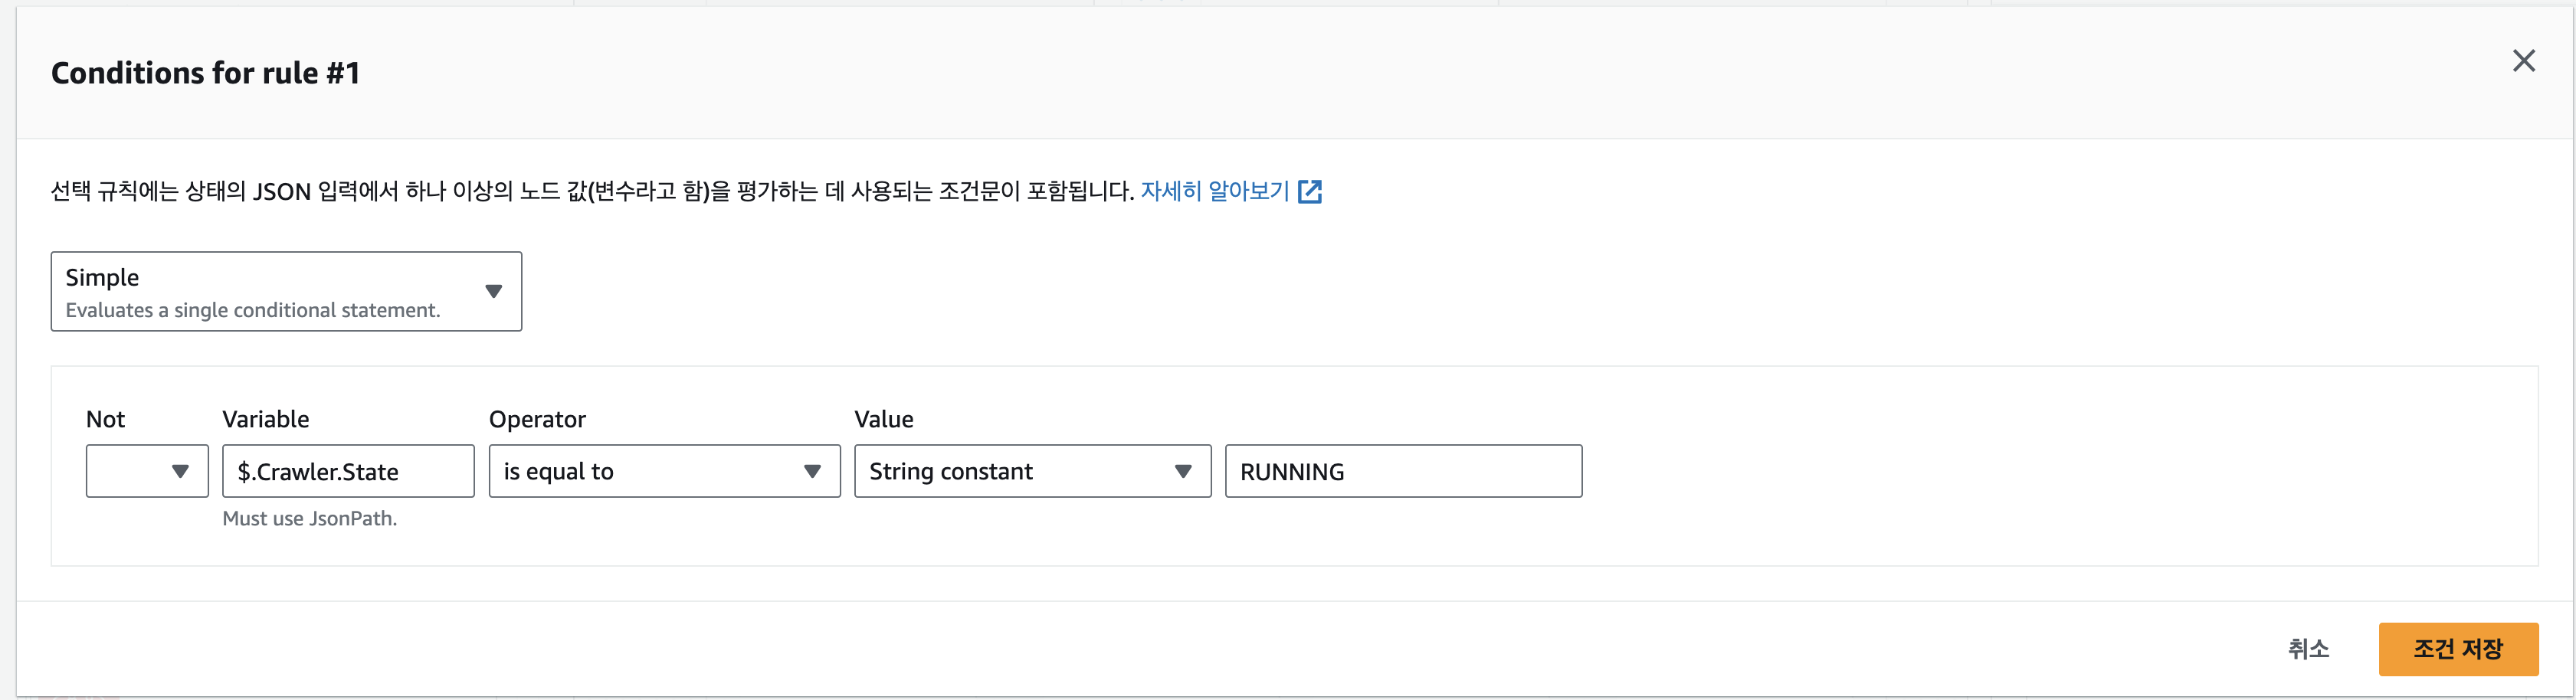 Conditions for rule #1
선택 규칙에는 상태의 JSON 입력에서 하나 이상의 노드 값(변수라고 함)을 평가하는 데 사용되는 조건문이 포함됩니다. 자세히 알아보기
Simple
Evaluates a single conditional statement.
Not Variable Operator Value
$.Crawler.State is equal to String constant RUNNING
Must use JsonPath.
취소 조건 저장